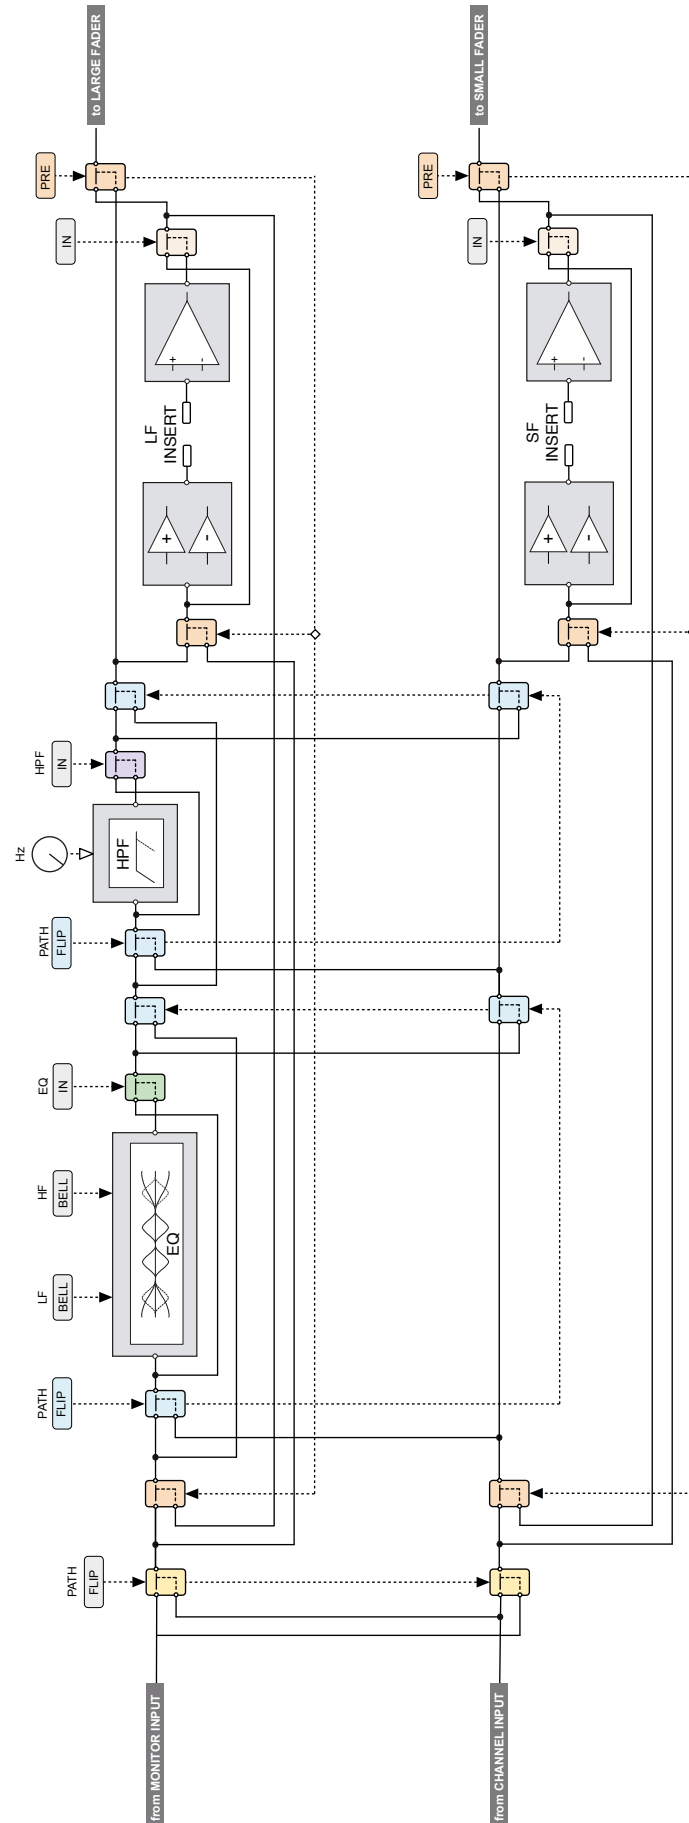 PATH
FLIP
PATH
FLIP
LF
BELL
HF
BELL
EQ
IN
PATH
FLIP
Hz
HPF
IN
IN
PRE
from MONITOR INPUT
EQ
HPF
+
-
LF
INSERT
+
-
to LARGE FADER
IN
PRE
from CHANNEL INPUT
+
-
SF
INSERT
+
-
to SMALL FADER